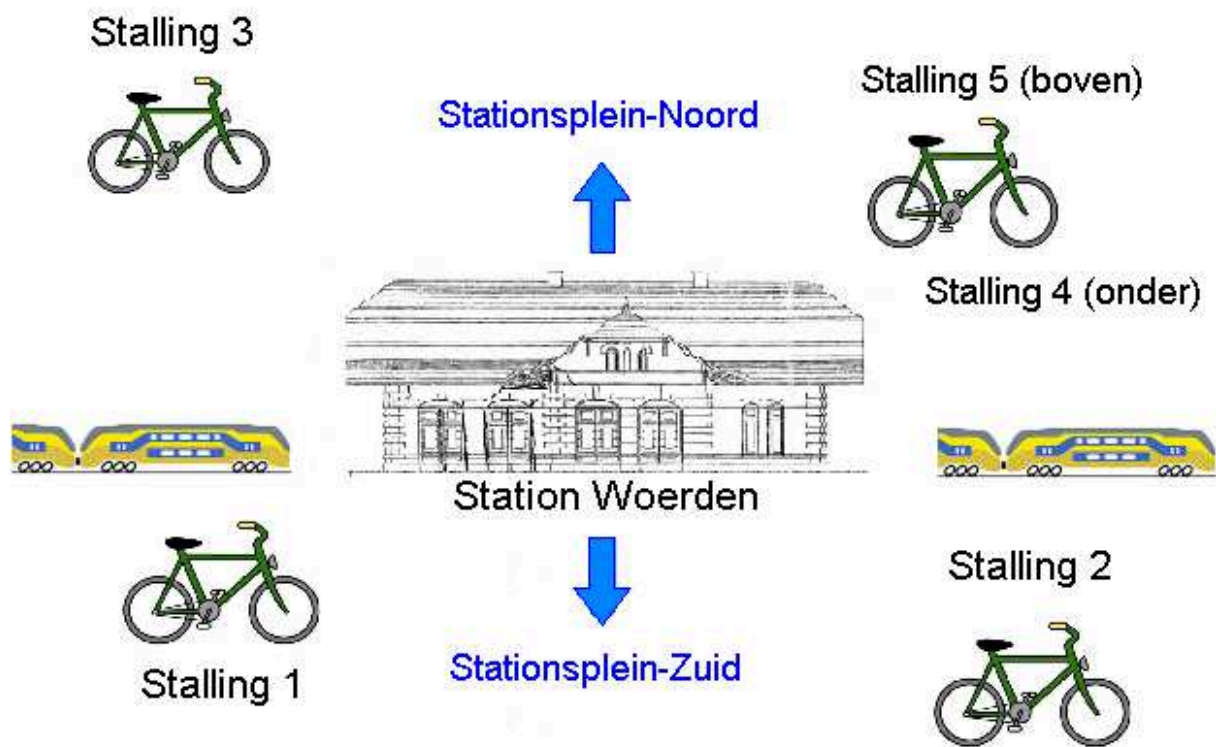 Stalling 3
Stalling 5 (boven)
Stationsplein-Noord
Stalling 4 (onder)
Station Woerden
Stalling 2
Stationsplein-Zuid
Stalling 1